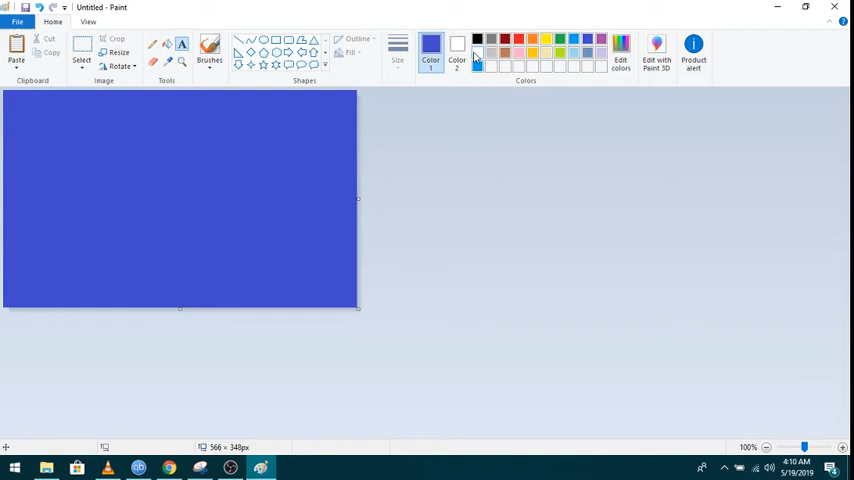 Untitled - Paint
File Home View
Paste
Cut
Copy
Clipboard
Select
Crop
Resize
Rotate
Image
A
Tools
Brushes
Outline
Fill
Shapes
Size
Color 1
Color 2
Colors
Edit colors
Edit with Paint 3D
Product alert
566 × 348px
100%
4:10 AM
5/19/2019